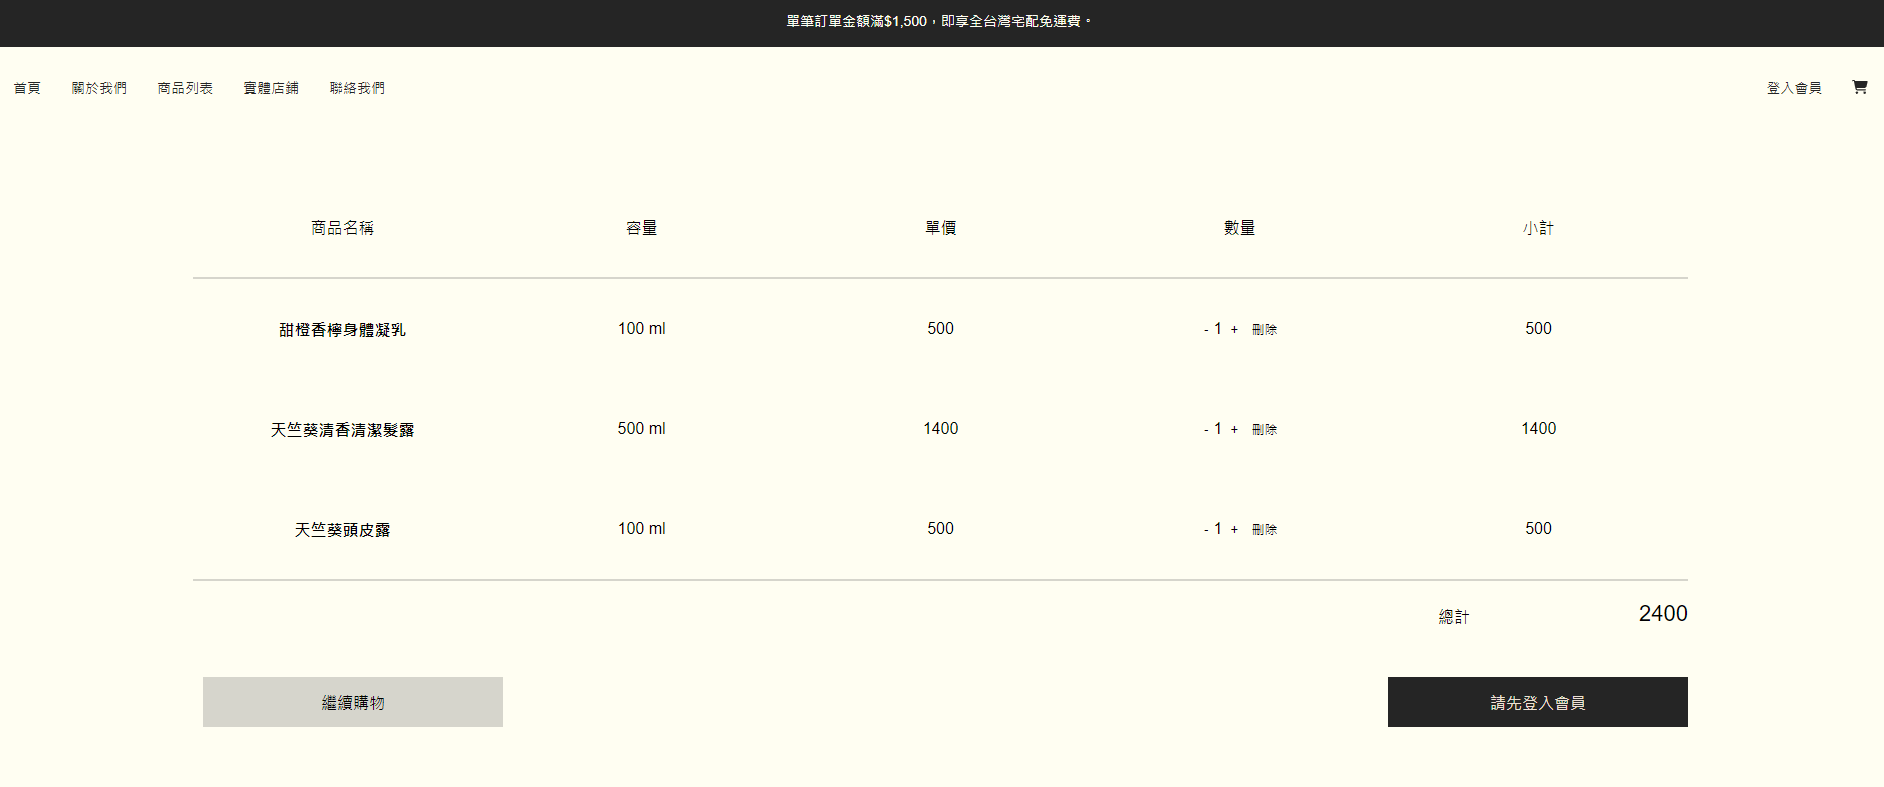 單筆訂單金額滿$1,500，即享全台灣宅配免運費。
首頁 關於我們 商品列表 實體店鋪 聯絡我們 登入會員
商品名稱 容量 單價 數量 小計
甜橙香檸身體凝乳 100 ml 500 - 1 + 刪除 500
天竺葵清香清潔髮露 500 ml 1400 - 1 + 刪除 1400
天竺葵頭皮露 100 ml 500 - 1 + 刪除 500
總計 2400
繼續購物 請先登入會員